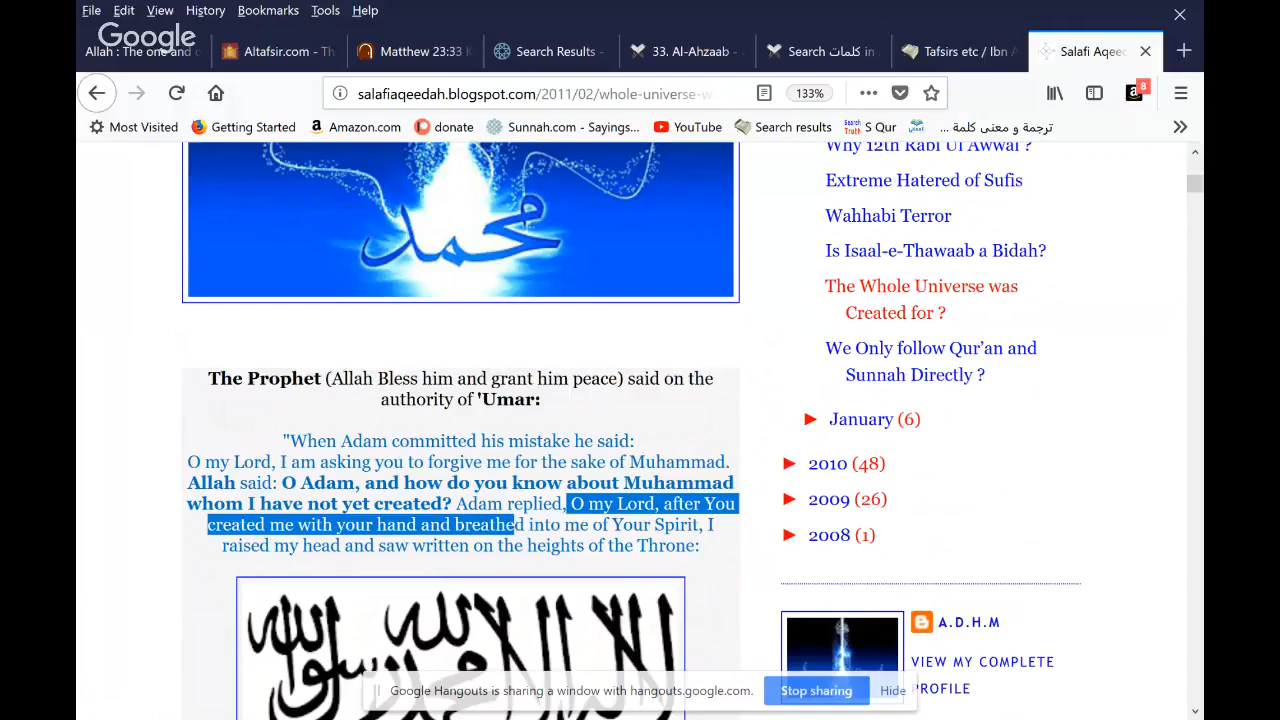 File Edit View History Bookmarks Tools Help
Google
Allah : The one and o
Altafsir.com - Th
Matthew 23:33 K
Search Results -
33. Al-Ahzaab -
Search كلمات in
Tafsirs etc / Ibn A
Salafi Aqeed
salafiaqeedah.blogspot.com/2011/02/whole-universe-w
133%
8
Most Visited Getting Started Amazon.com donate Sunnah.com - Sayings... YouTube Search results Search Truth S Qur ترجمة و معنى كلمة ...
محمد
Why 12th Rabi Ul Awwal ?
Extreme Hatered of Sufis
Wahhabi Terror
Is Isaal-e-Thawaab a Bidah?
The Whole Universe was
Created for ?
We Only follow Qur'an and
Sunnah Directly ?
► January (6)
► 2010 (48)
► 2009 (26)
► 2008 (1)
The Prophet (Allah Bless him and grant him peace) said on the
authority of 'Umar:
"When Adam committed his mistake he said:
O my Lord, I am asking you to forgive me for the sake of Muhammad.
Allah said: O Adam, and how do you know about Muhammad
whom I have not yet created? Adam replied, O my Lord, after You
created me with your hand and breathed into me of Your Spirit, I
raised my head and saw written on the heights of the Throne:
A.D.H.M
VIEW MY COMPLETE
PROFILE
Google Hangouts is sharing a window with hangouts.google.com. Stop sharing Hide